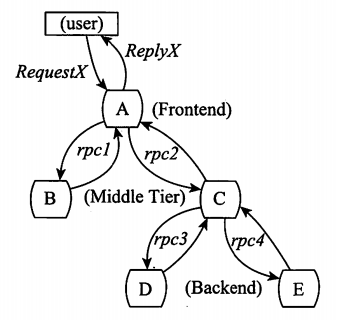 (user)
ReplyX
RequestX
A (Frontend)
rpc1 rpc2
B (Middle Tier) C
rpc3 rpc4
D (Backend) E